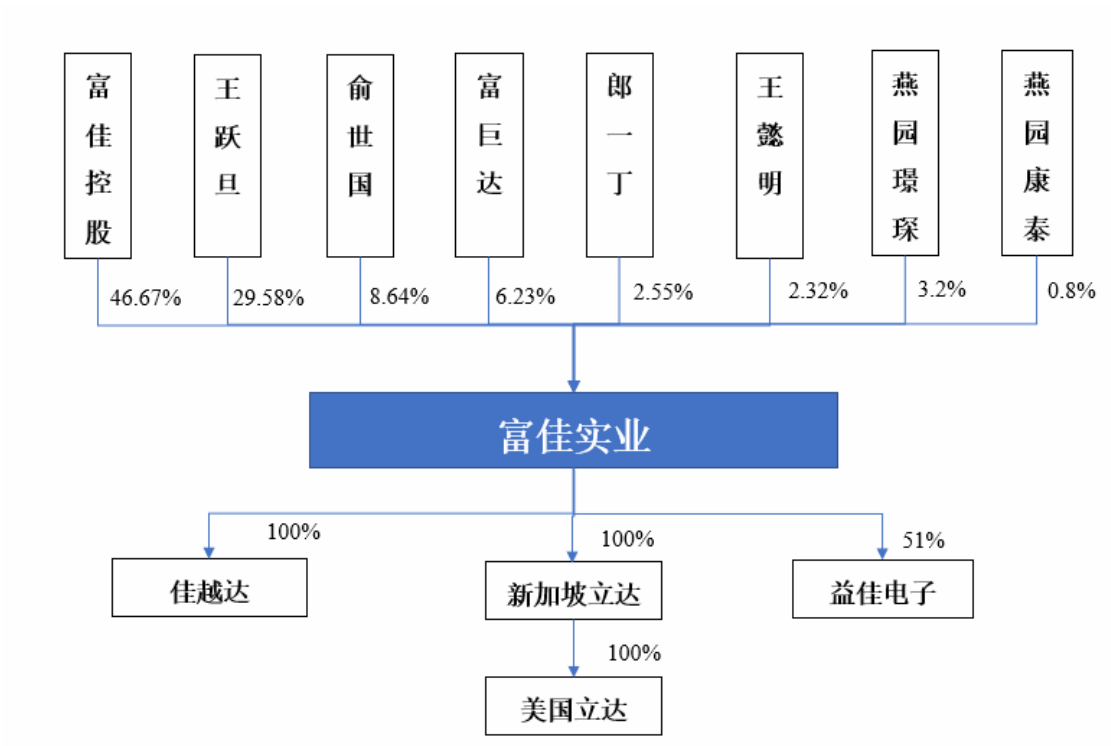 富佳控股
王跃旦
俞世国
富巨达
郎一丁
王懿明
燕园璟琛
燕园康泰
46.67%
29.58%
8.64%
6.23%
2.55%
2.32%
3.2%
0.8%
富佳实业
100%
100%
51%
佳越达
新加坡立达
益佳电子
100%
美国立达